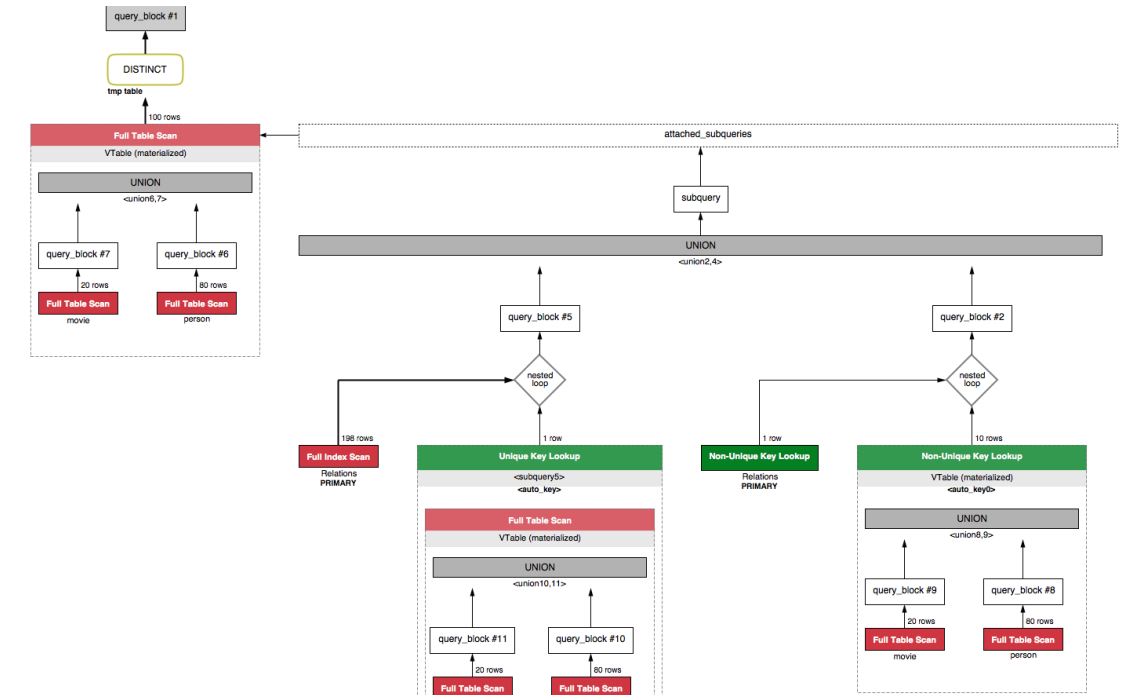 query_block #1
DISTINCT
tmp table
100 rows
Full Table Scan
VTable (materialized)
UNION
<union6,7>
query_block #7
query_block #6
20 rows
80 rows
Full Table Scan
Full Table Scan
movie
person
attached_subqueries
subquery
UNION
<union2,4>
query_block #5
query_block #2
nested
loop
nested
loop
198 rows
1 row
1 row
10 rows
Full Index Scan
Relations
PRIMARY
Unique Key Lookup
<subquery5>
<auto_key>
Full Table Scan
VTable (materialized)
UNION
<union10,11>
query_block #11
query_block #10
20 rows
80 rows
Full Table Scan
Full Table Scan
Non-Unique Key Lookup
Relations
PRIMARY
Non-Unique Key Lookup
VTable (materialized)
<auto_key0>
UNION
<union8,9>
query_block #9
query_block #8
20 rows
80 rows
Full Table Scan
Full Table Scan
movie
person